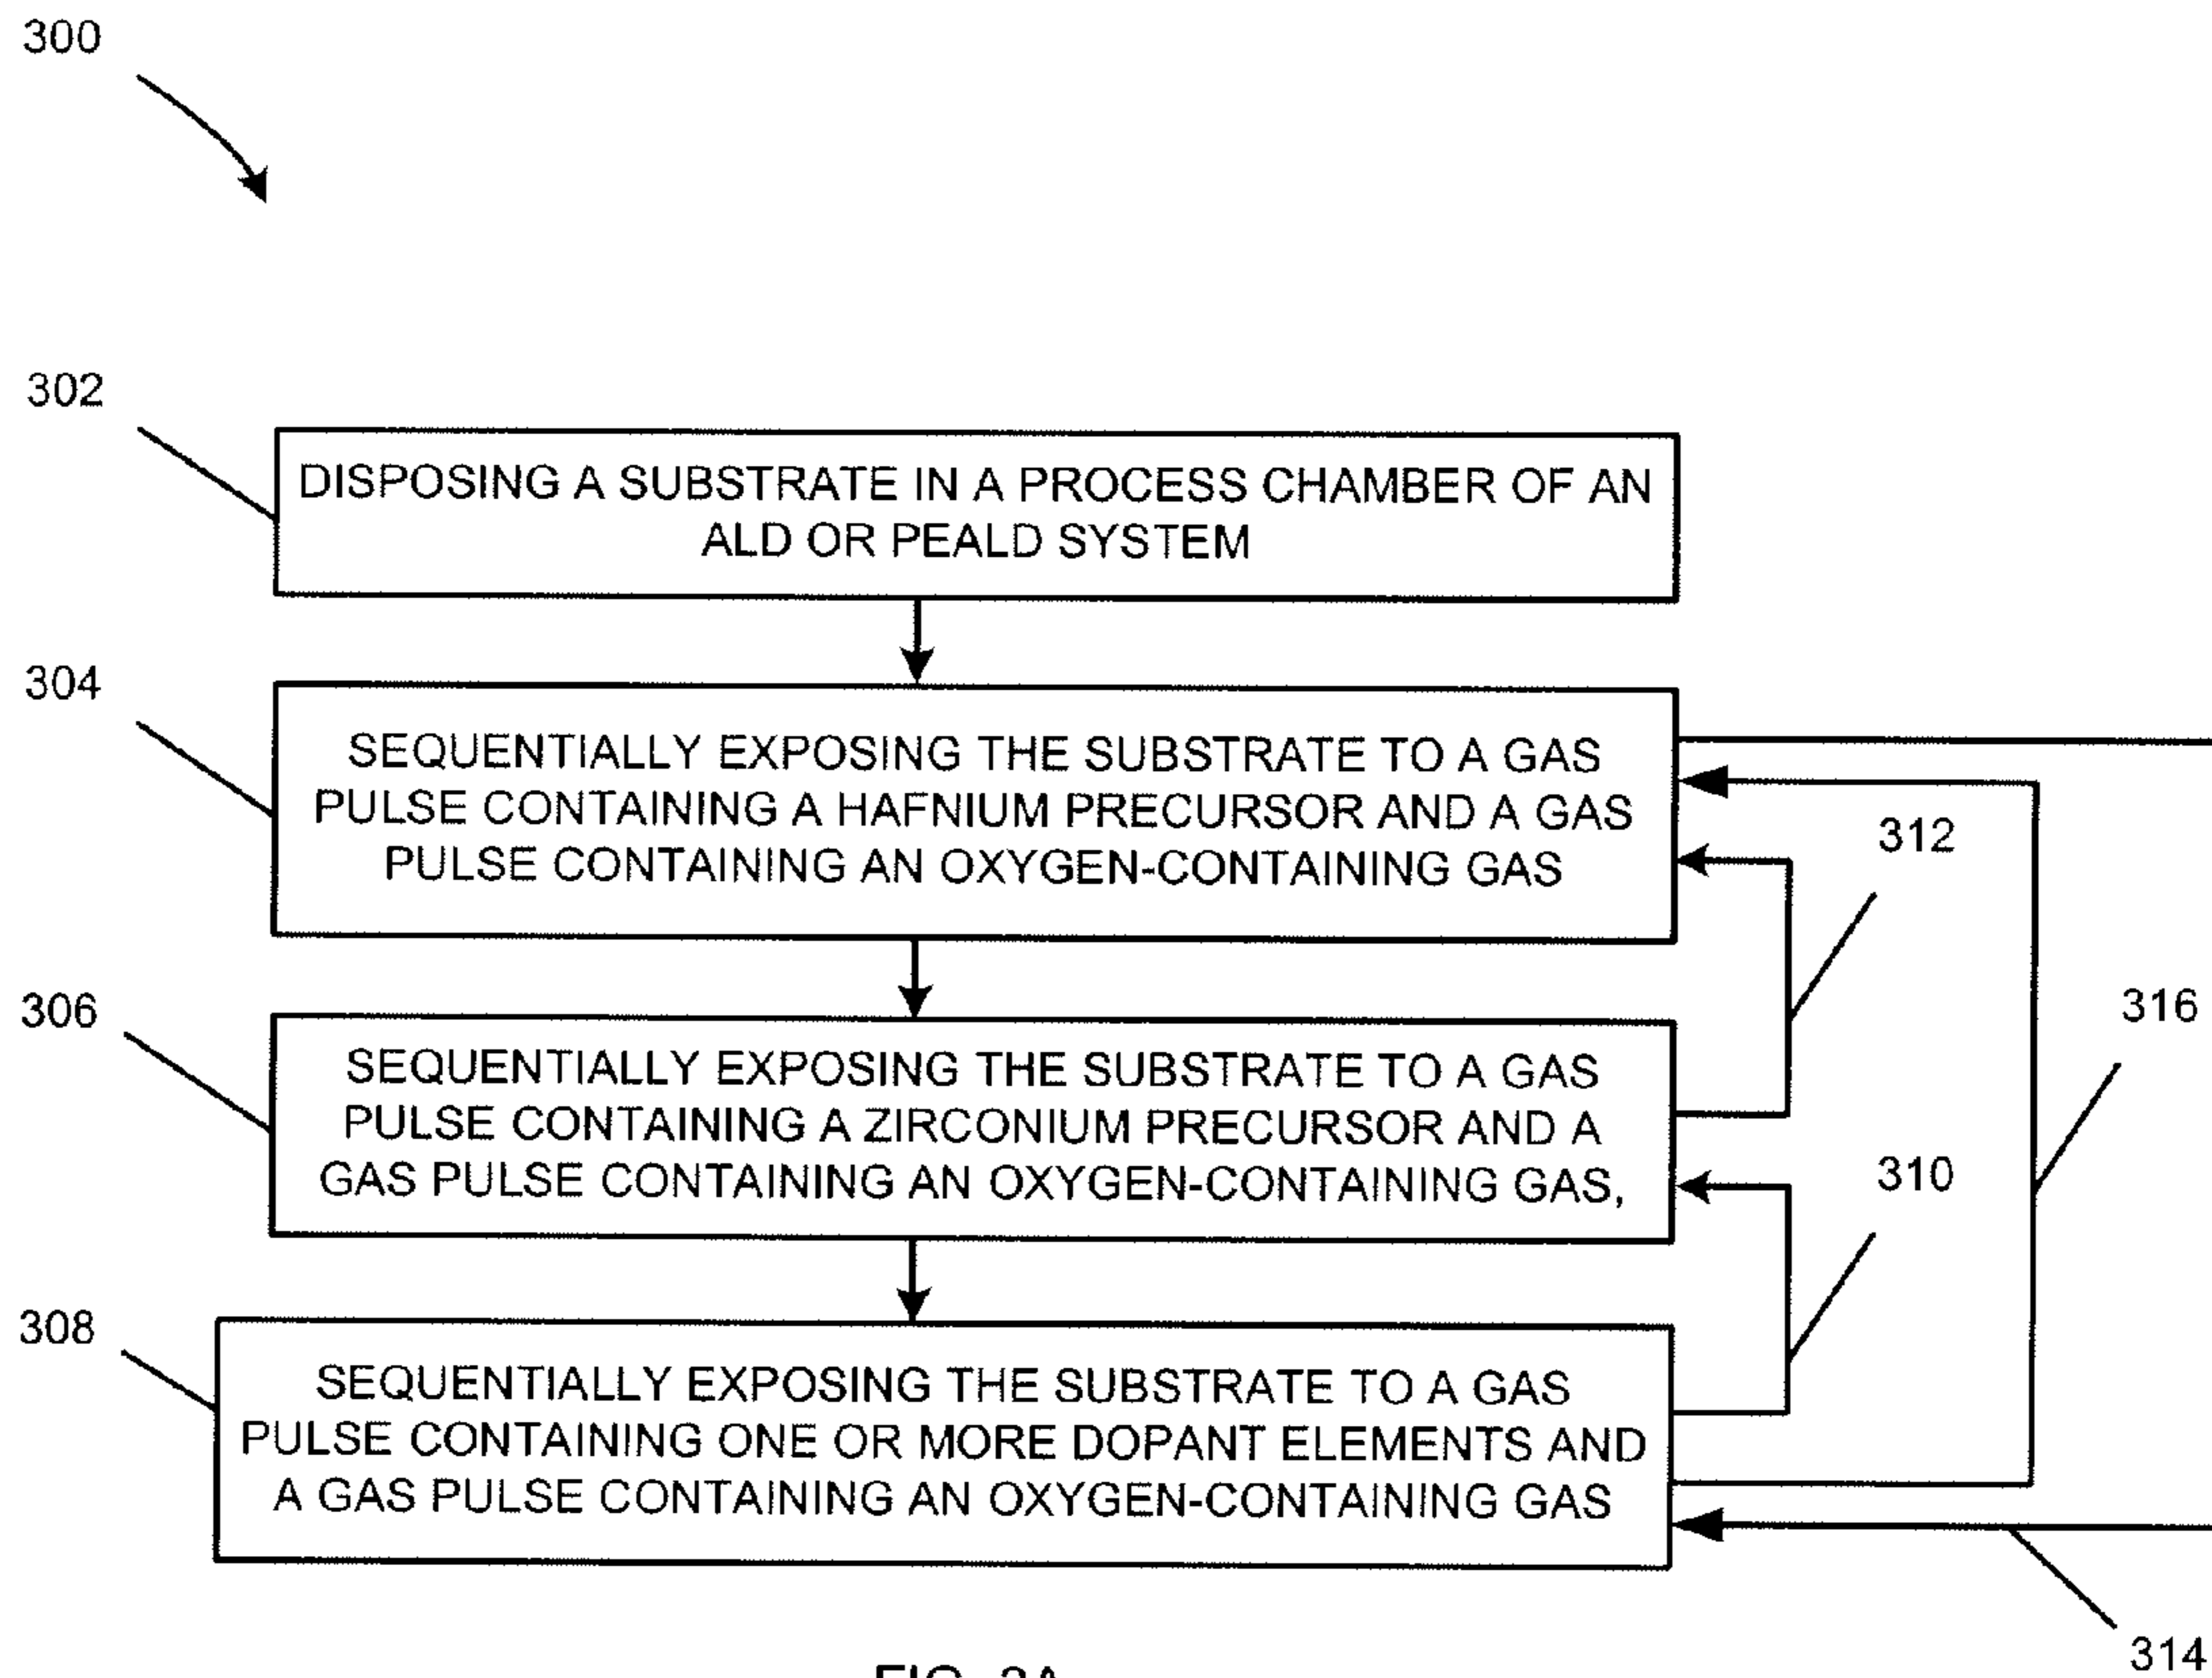 300
302
DISPOSING A SUBSTRATE IN A PROCESS CHAMBER OF AN
ALD OR PEALD SYSTEM
304
SEQUENTIALLY EXPOSING THE SUBSTRATE TO A GAS
PULSE CONTAINING A HAFNIUM PRECURSOR AND A GAS
PULSE CONTAINING AN OXYGEN-CONTAINING GAS
312
306
316
SEQUENTIALLY EXPOSING THE SUBSTRATE TO A GAS
PULSE CONTAINING A ZIRCONIUM PRECURSOR AND A
GAS PULSE CONTAINING AN OXYGEN-CONTAINING GAS,
310
308
SEQUENTIALLY EXPOSING THE SUBSTRATE TO A GAS
PULSE CONTAINING ONE OR MORE DOPANT ELEMENTS AND
A GAS PULSE CONTAINING AN OXYGEN-CONTAINING GAS
314
FIG.